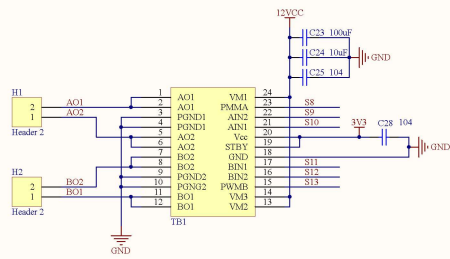 12VCC
C23 100uF
C24 10uF
GND
C25 104
H1
2 AO1
1 AO2
Header 2
1 AO1 VM1 24
2 AO1 PMMA 23 S8
3 PGND1 AIN2 22 S9
4 PGND1 AIN1 21 S10
5 AO2 Vcc 20
6 AO2 STBY 19
7 BO2 GND 18
8 BO2 BIN1 17 S11
9 PGND2 BIN2 16 S12
10 PGNG2 PWMB 15 S13
11 BO1 VM3 14
12 BO1 VM2 13
TB1
3V3
C28 104
GND
H2
2 BO2
1 BO1
Header 2
GND